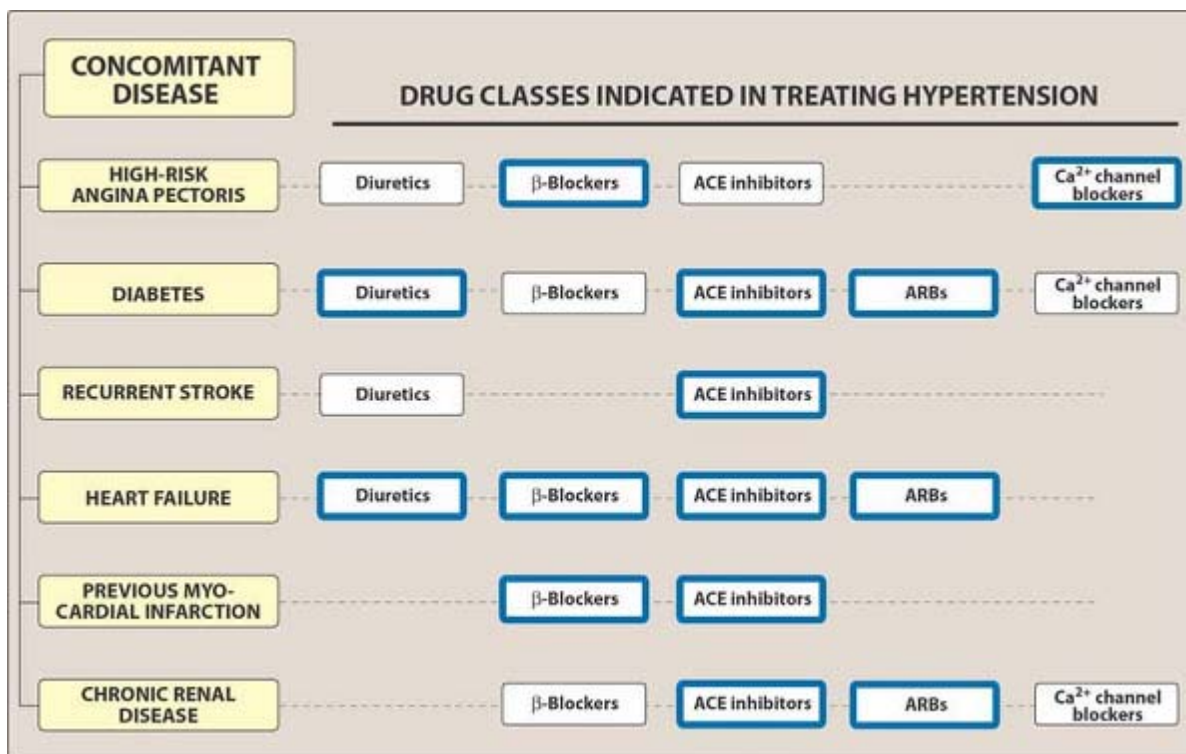 CONCOMITANT
DISEASE
DRUG CLASSES INDICATED IN TREATING HYPERTENSION
HIGH-RISK
ANGINA PECTORIS
Diuretics
β-Blockers
ACE inhibitors
Ca²⁺ channel
blockers
DIABETES
Diuretics
β-Blockers
ACE inhibitors
ARBs
Ca²⁺ channel
blockers
RECURRENT STROKE
Diuretics
ACE inhibitors
HEART FAILURE
Diuretics
β-Blockers
ACE inhibitors
ARBs
PREVIOUS MYO-
CARDIAL INFARCTION
β-Blockers
ACE inhibitors
CHRONIC RENAL
DISEASE
β-Blockers
ACE inhibitors
ARBs
Ca²⁺ channel
blockers